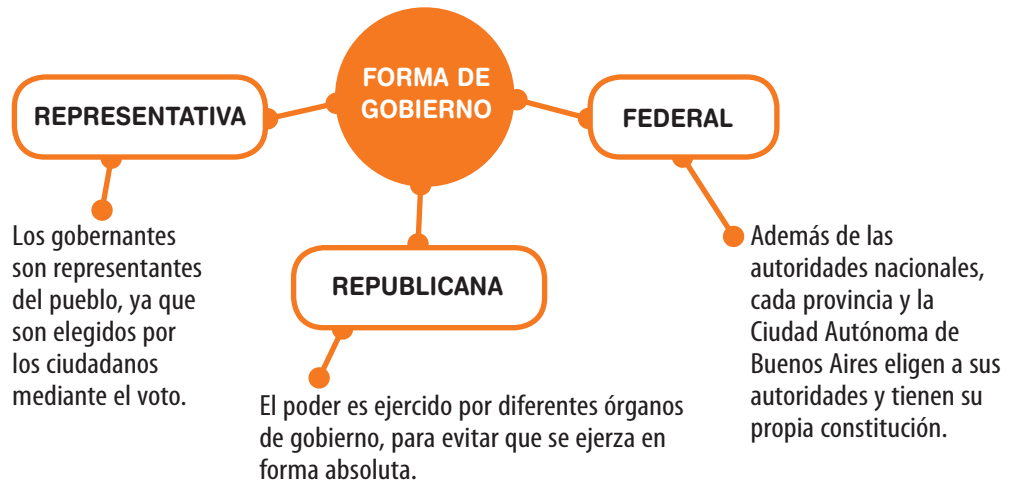 FORMA DE
GOBIERNO
REPRESENTATIVA
Los gobernantes
son representantes
del pueblo, ya que
son elegidos por
los ciudadanos
mediante el voto.
REPUBLICANA
El poder es ejercido por diferentes órganos
de gobierno, para evitar que se ejerza en
forma absoluta.
FEDERAL
Además de las
autoridades nacionales,
cada provincia y la
Ciudad Autónoma de
Buenos Aires eligen a sus
autoridades y tienen su
propia constitución.